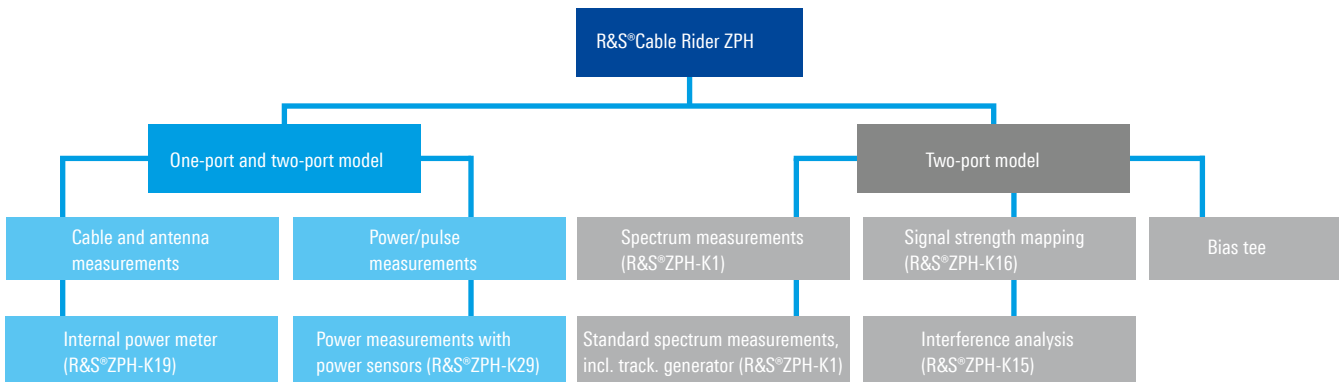 R&S®Cable Rider ZPH
One-port and two-port model
Two-port model
Cable and antenna
measurements
Power/pulse
measurements
Spectrum measurements
(R&S®ZPH-K1)
Signal strength mapping
(R&S®ZPH-K16)
Bias tee
Internal power meter
(R&S®ZPH-K19)
Power measurements with
power sensors (R&S®ZPH-K29)
Standard spectrum measurements,
incl. track. generator (R&S®ZPH-K1)
Interference analysis
(R&S®ZPH-K15)